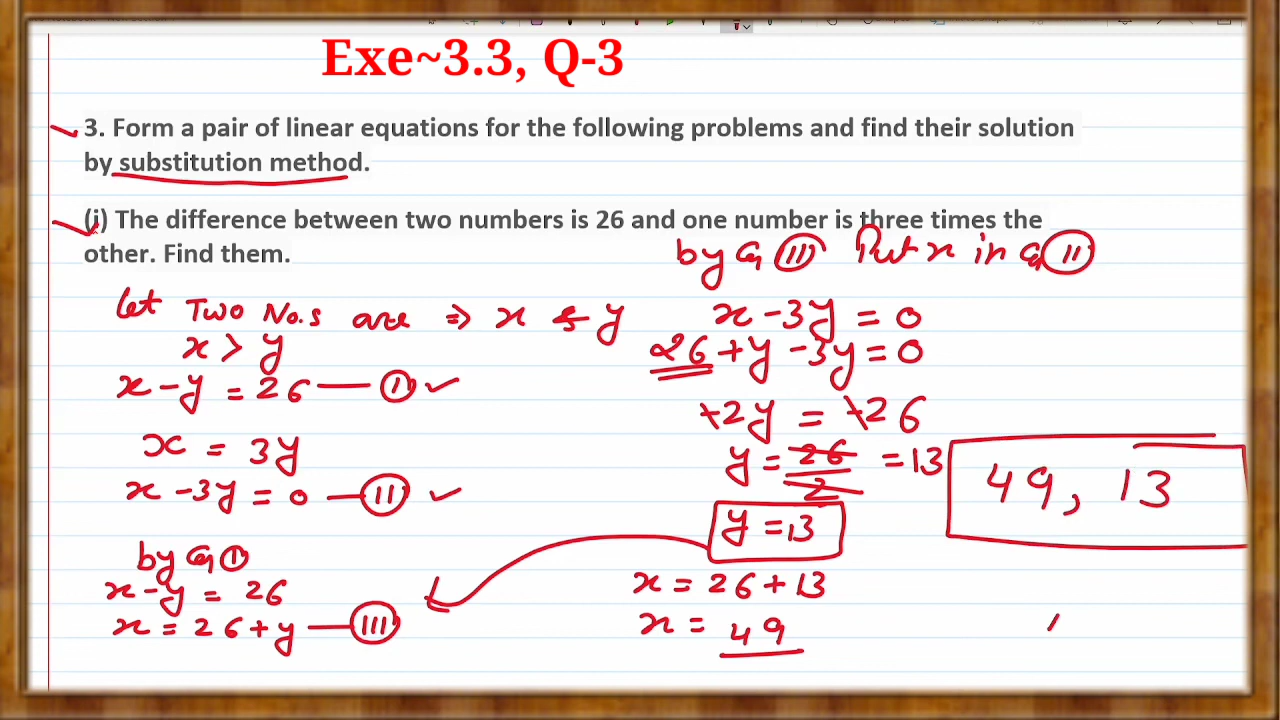 Exe~3.3, Q-3
3. Form a pair of linear equations for the following problems and find their solution
by substitution method.
(i) The difference between two numbers is 26 and one number is three times the
other. Find them.
let Two No.s are ⇒ x & y
x > y
x - y = 26 — I ✓
x = 3y
x - 3y = 0 — II ✓
by Eq I
x - y = 26
x = 26 + y — III
by Eq III Put x in Eq II
x - 3y = 0
26 + y - 3y = 0
+2y = +26
y = 26/2 = 13
y = 13
x = 26 + 13
x = 49
49, 13